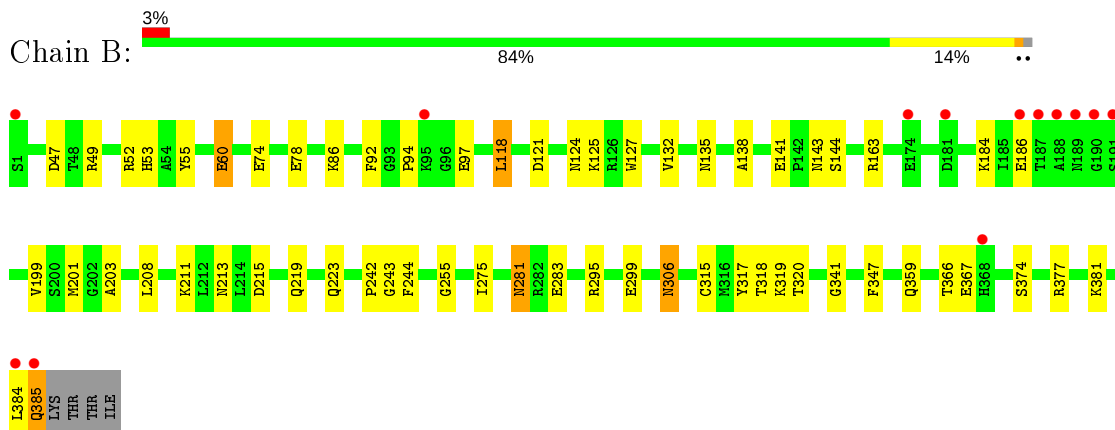 3%
Chain B:
84% 14% ••
S1 D47 T48 R49 R52 H53 A54 Y55 E60 E74 E78 K86 F92 G93 P94 K95 G96 E97 L118 D121 N124 K125 R126 W127 V132 N135 A138 E141 P142 N143 S144 R163 E174 D181 K184 I185 E186 T187 A188 N189 G190 S191
V199 S200 M201 G202 A203 L208 K211 L212 N213 L214 D215 Q219 Q223 P242 G243 F244 G255 I275 N281 R282 E283 R295 E299 N306 C315 M316 Y317 T318 K319 T320 G341 F347 Q359 T366 E367 H368 S374 R377 K381
L384 Q385 LYS THR THR ILE